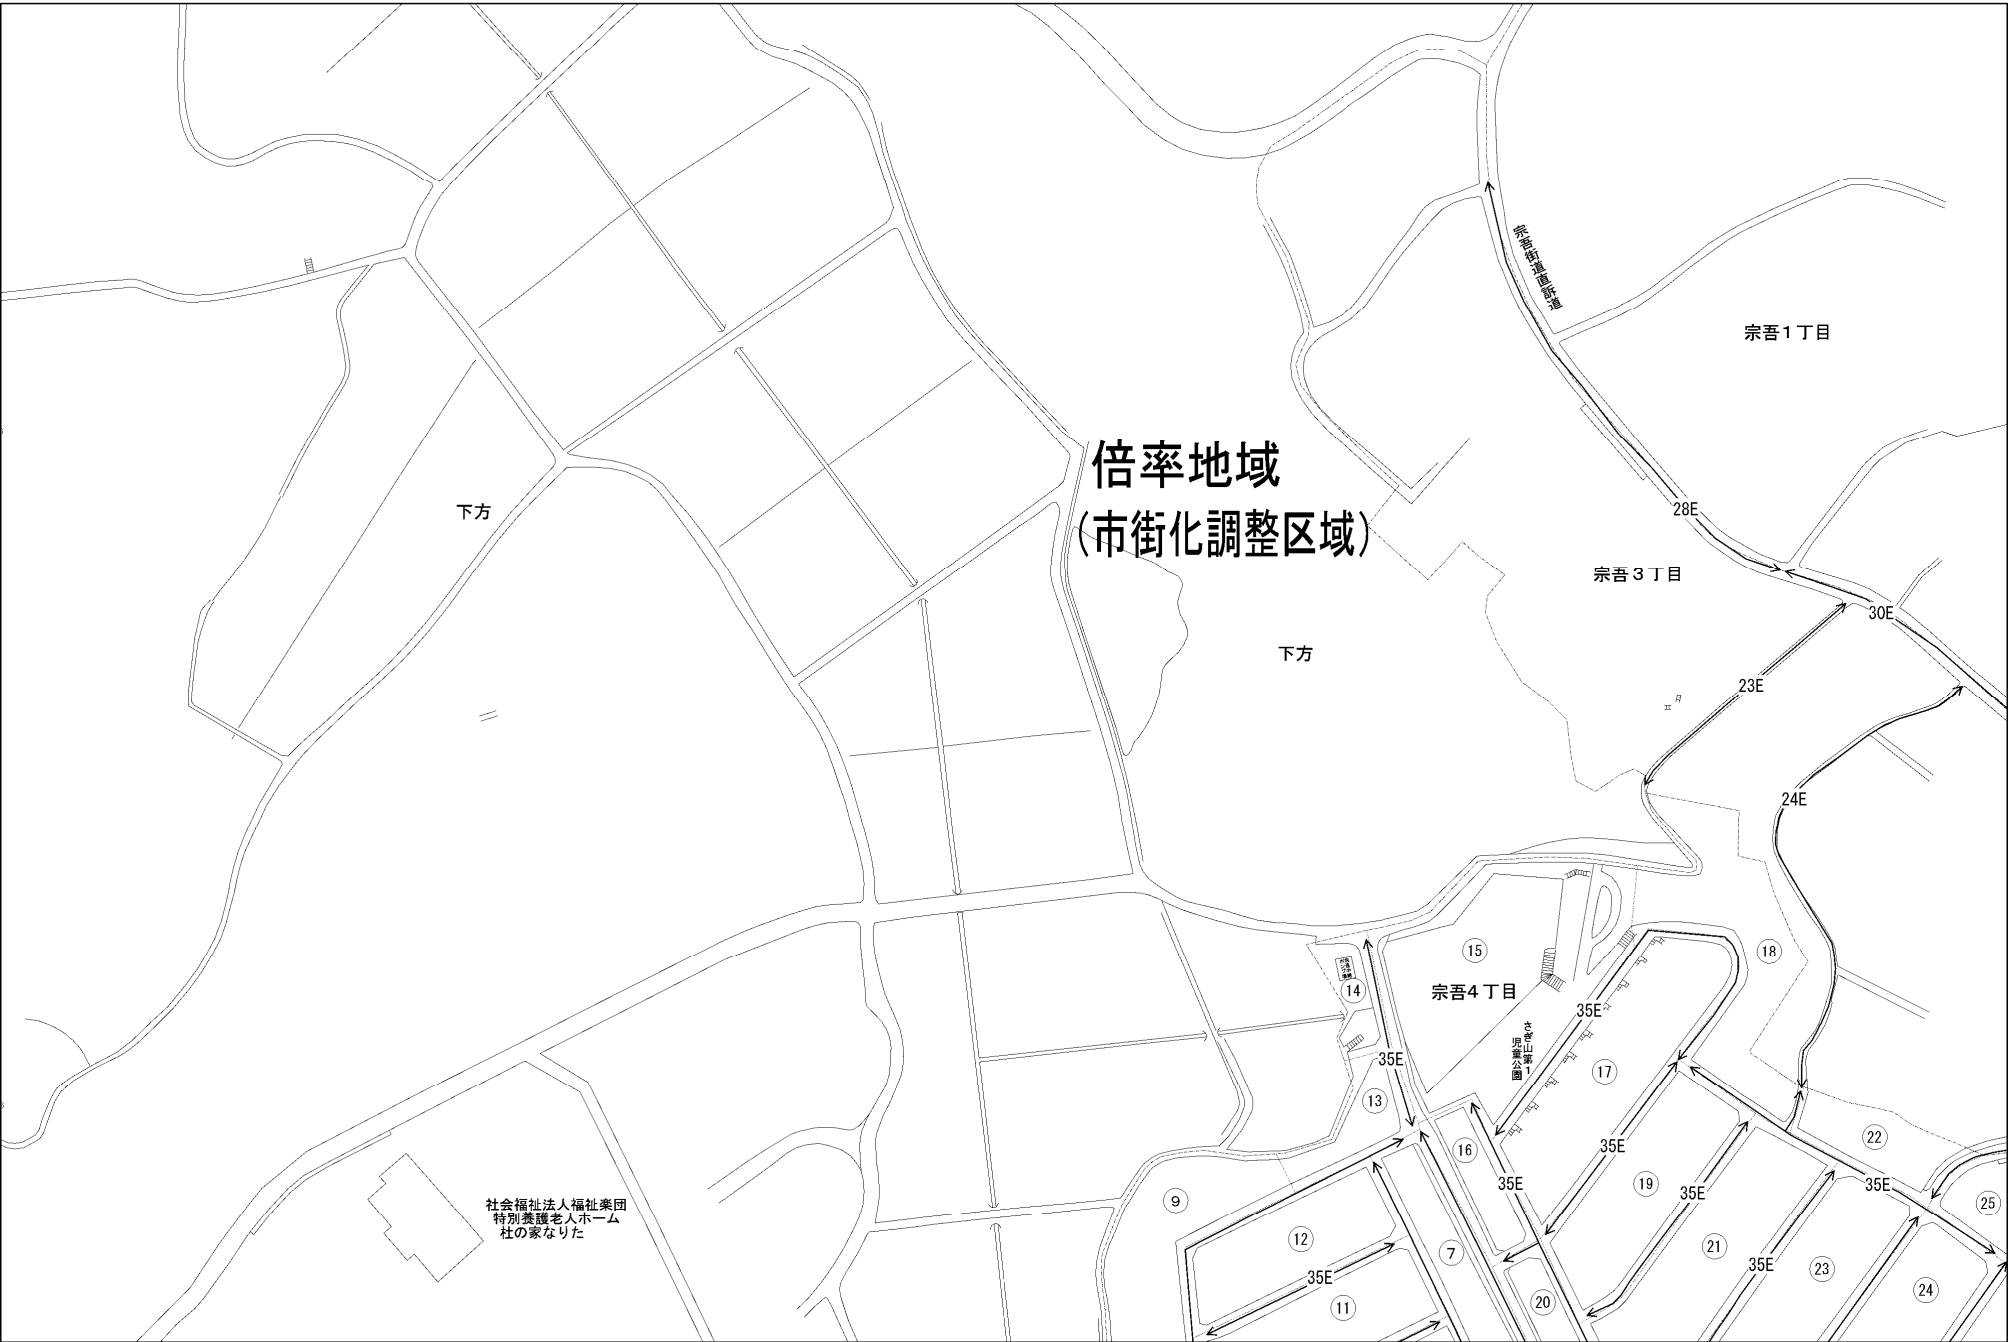 宗吾街道直訴道
宗吾1丁目
倍率地域
(市街化調整区域)
下方
28E
宗吾3丁目
30E
下方
23E
24E
15
18
14
宗吾4丁目
35E
さぎ山第1
児童公園
35E
17
13
16
35E
22
9
35E
19
35E
35E
25
社会福祉法人福祉楽団
特別養護老人ホーム
杜の家なりた
12
7
21
35E
23
35E
11
20
24